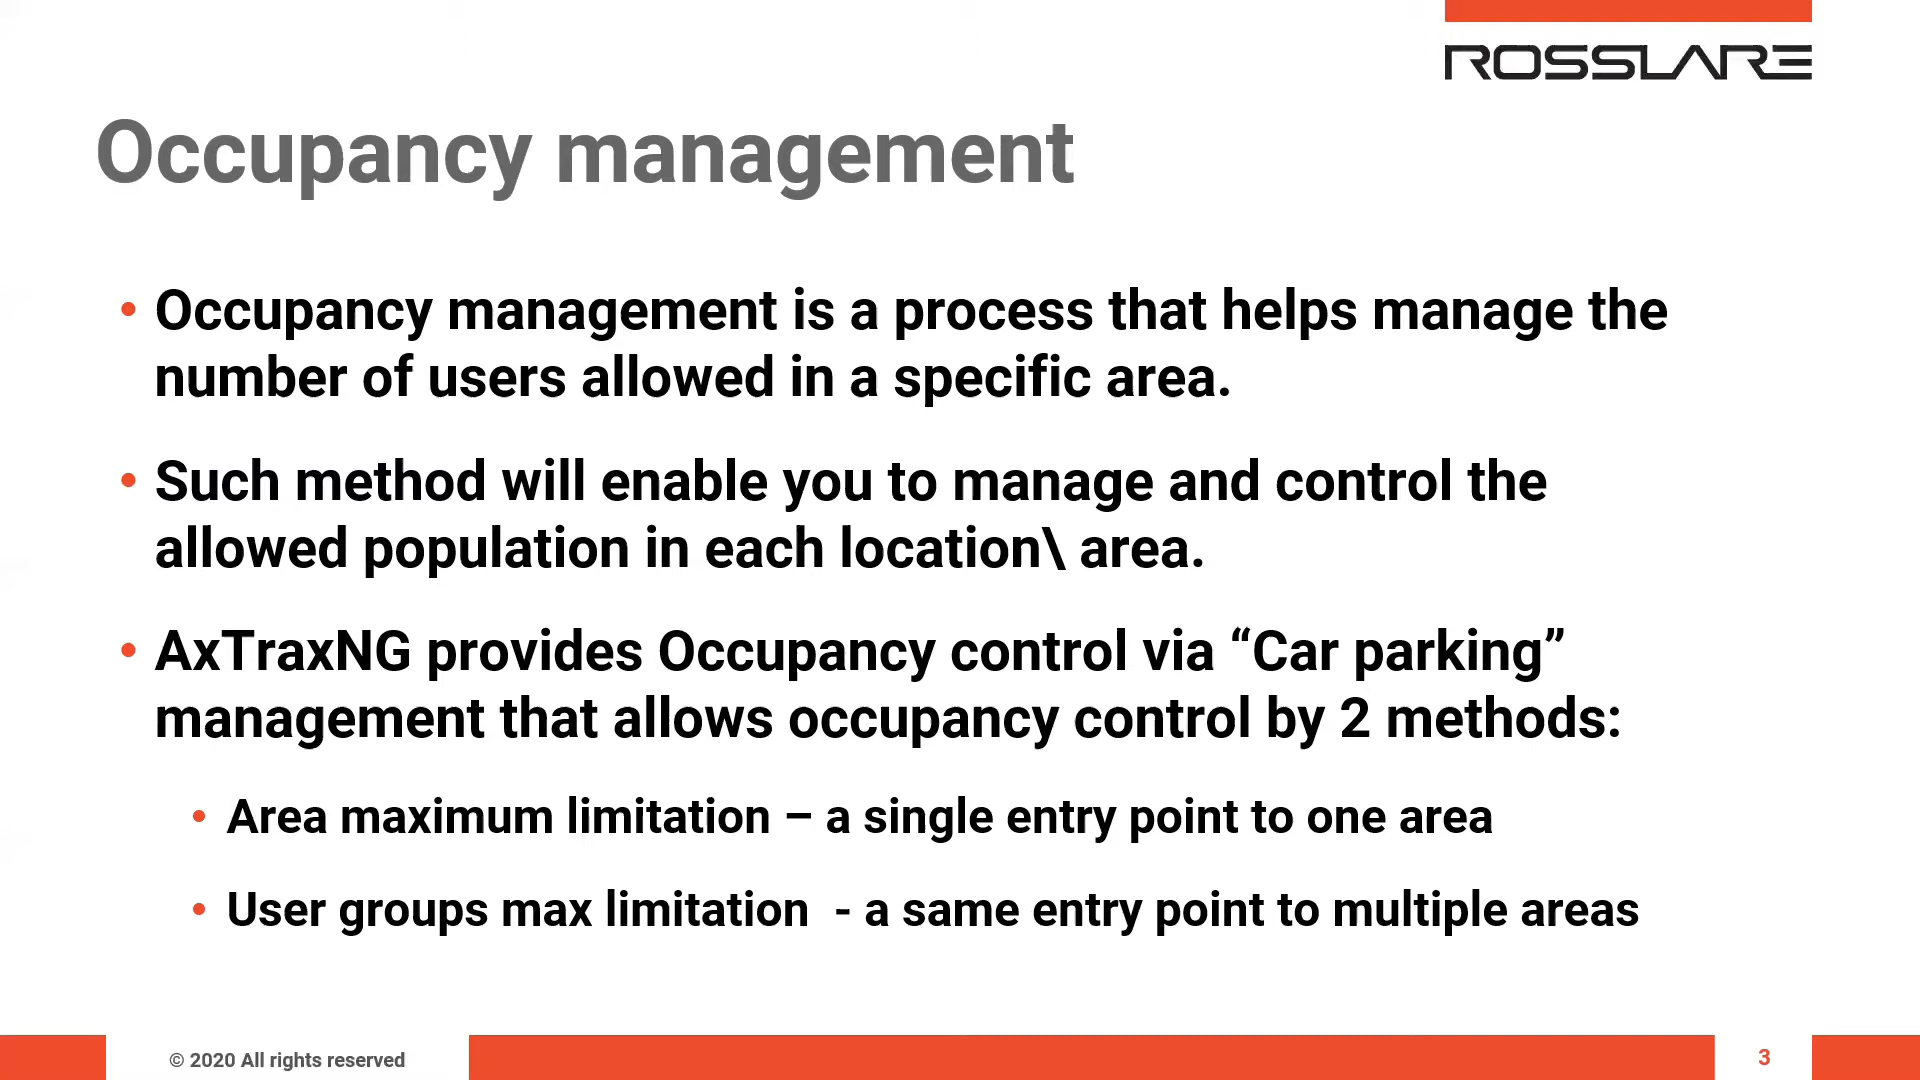 ROSSLARE
Occupancy management
• Occupancy management is a process that helps manage the
number of users allowed in a specific area.
• Such method will enable you to manage and control the
allowed population in each location\ area.
• AxTraxNG provides Occupancy control via “Car parking”
management that allows occupancy control by 2 methods:
• Area maximum limitation – a single entry point to one area
• User groups max limitation  - a same entry point to multiple areas
© 2020 All rights reserved
3